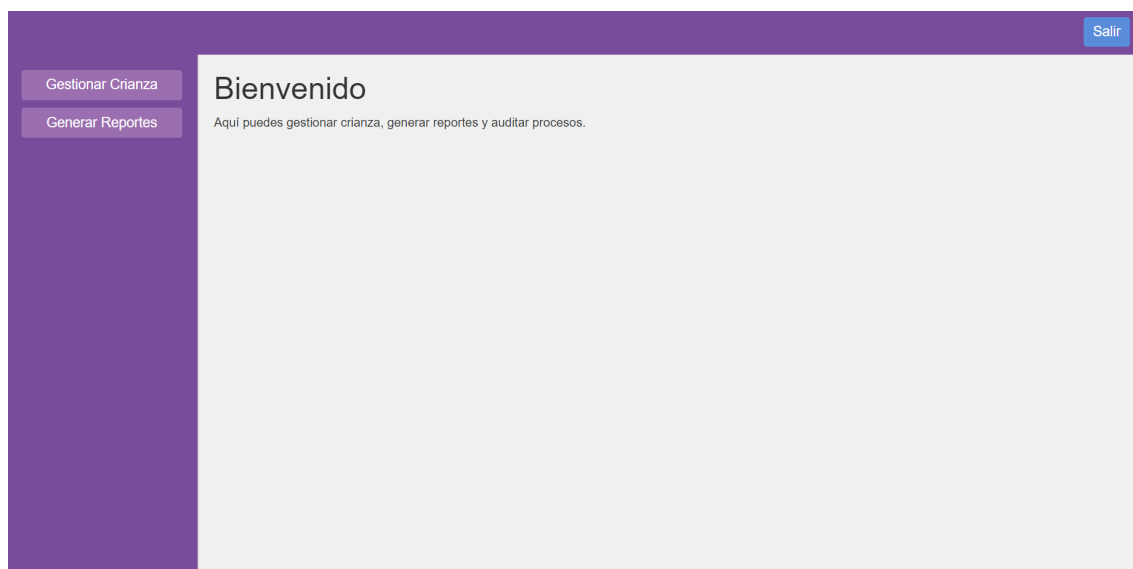 Salir
Gestionar Crianza
Generar Reportes
Bienvenido
Aquí puedes gestionar crianza, generar reportes y auditar procesos.